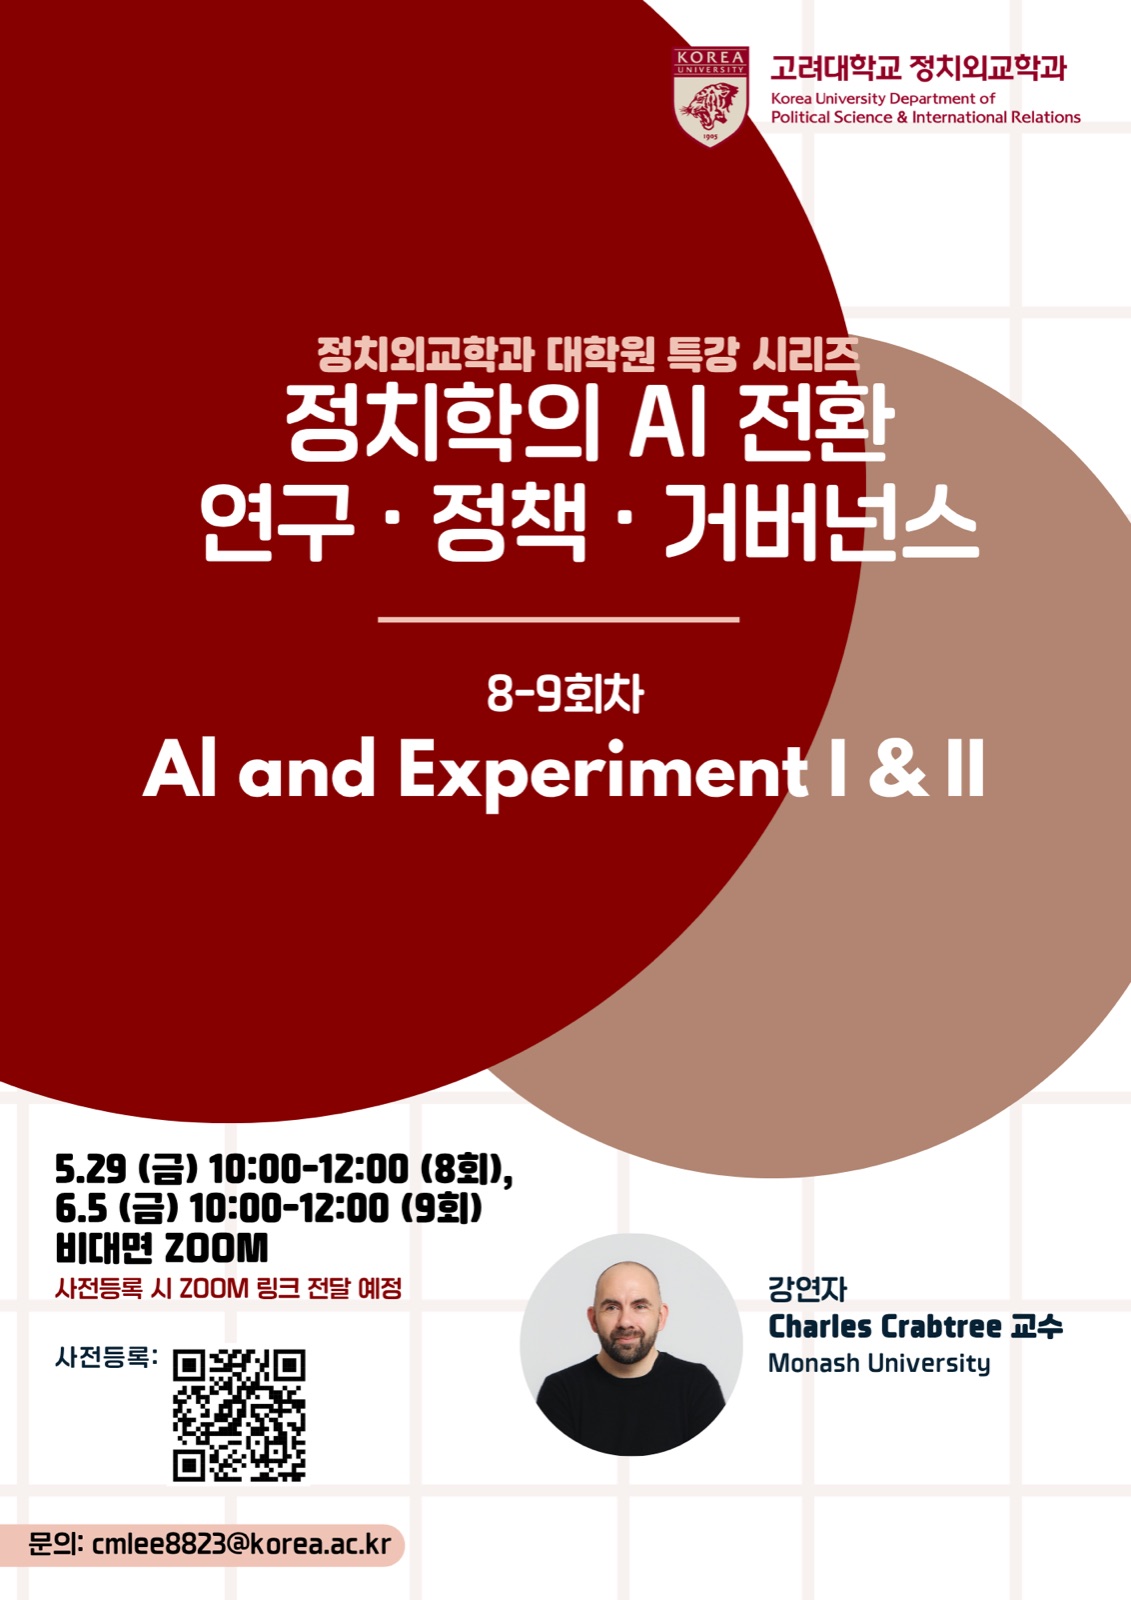 KOREA
UNIVERSITY
1905
고려대학교 정치외교학과
Korea University Department of
Political Science & International Relations
정치외교학과 대학원 특강 시리즈
정치학의 AI 전환
연구 · 정책 · 거버넌스
8-9회차
AI and Experiment I & II
5.29 (금) 10:00-12:00 (8회),
6.5 (금) 10:00-12:00 (9회)
비대면 ZOOM
사전등록 시 ZOOM 링크 전달 예정
사전등록:
강연자
Charles Crabtree 교수
Monash University
문의: cmlee8823@korea.ac.kr